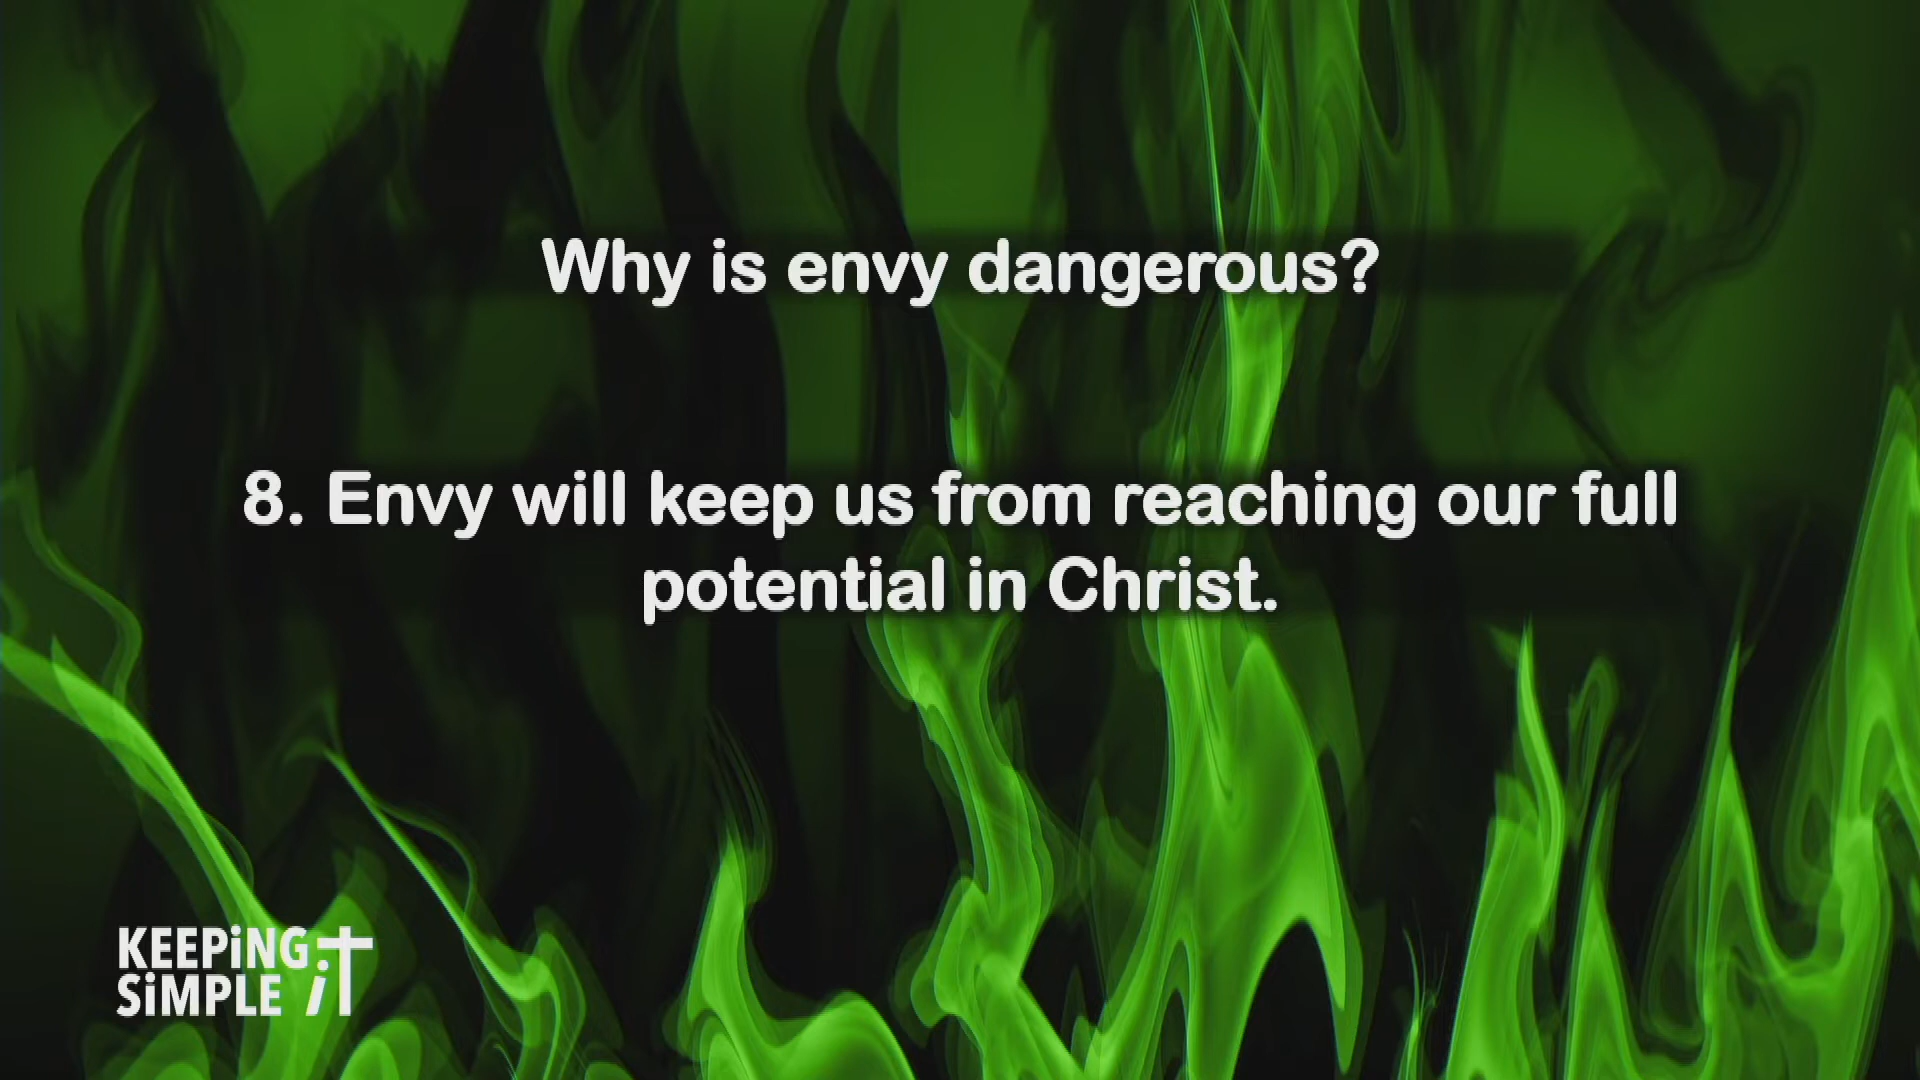 Why is envy dangerous?
8. Envy will keep us from reaching our full
potential in Christ.
KEEPiNG
SiMPLE iT